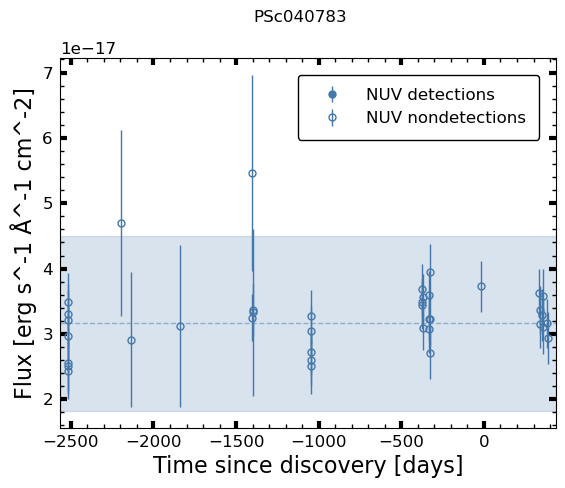 PSc040783
1e−17
NUV detections
NUV nondetections
7
6
5
4
3
2
Flux [erg s^-1 Å^-1 cm^-2]
−2500
−2000
−1500
−1000
−500
0
Time since discovery [days]